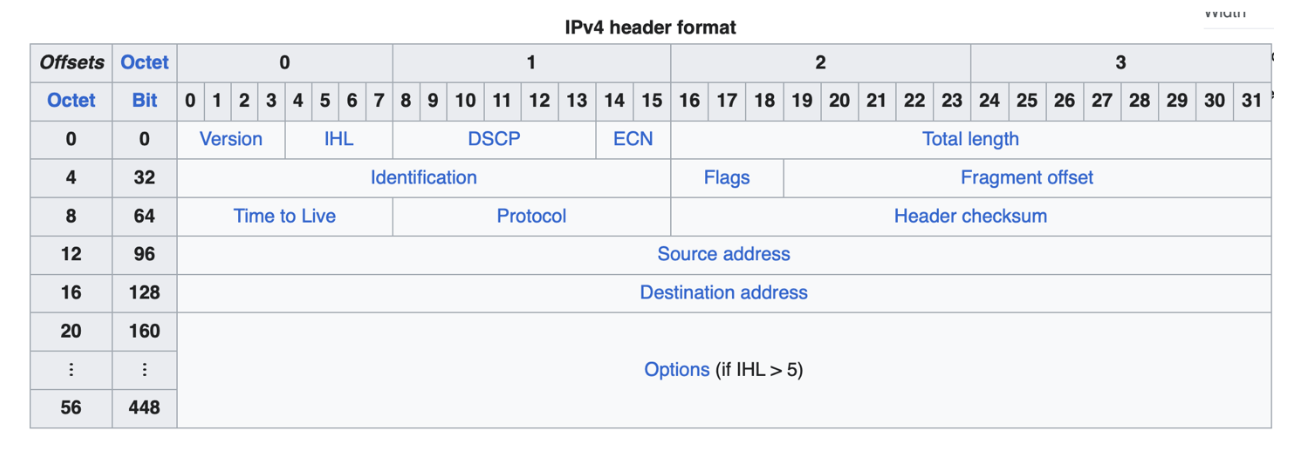 IPv4 header format
Offsets Octet 0 1 2 3
Octet Bit 0 1 2 3 4 5 6 7 8 9 10 11 12 13 14 15 16 17 18 19 20 21 22 23 24 25 26 27 28 29 30 31
0 0 Version IHL DSCP ECN Total length
4 32 Identification Flags Fragment offset
8 64 Time to Live Protocol Header checksum
12 96 Source address
16 128 Destination address
20 160
⋮ ⋮ Options (if IHL > 5)
56 448